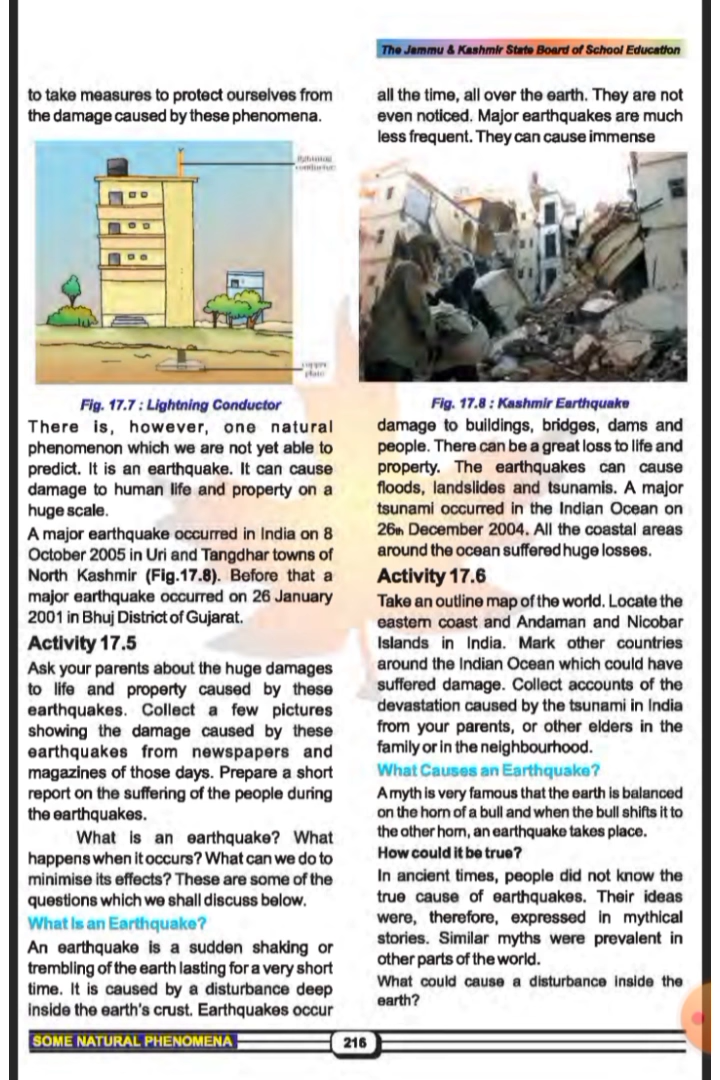 The Jammu & Kashmir State Board of School Education
to take measures to protect ourselves from
the damage caused by these phenomena.
lightning
conductor
copper
plate
Fig. 17.7 : Lightning Conductor
There is, however, one natural
phenomenon which we are not yet able to
predict. It is an earthquake. It can cause
damage to human life and property on a
huge scale.
A major earthquake occurred in India on 8
October 2005 in Uri and Tangdhar towns of
North Kashmir (Fig.17.8). Before that a
major earthquake occurred on 26 January
2001 in Bhuj District of Gujarat.
Activity 17.5
Ask your parents about the huge damages
to life and property caused by these
earthquakes. Collect a few pictures
showing the damage caused by these
earthquakes from newspapers and
magazines of those days. Prepare a short
report on the suffering of the people during
the earthquakes.
What is an earthquake? What
happens when it occurs? What can we do to
minimise its effects? These are some of the
questions which we shall discuss below.
What Is an Earthquake?
An earthquake is a sudden shaking or
trembling of the earth lasting for a very short
time. It is caused by a disturbance deep
inside the earth's crust. Earthquakes occur
all the time, all over the earth. They are not
even noticed. Major earthquakes are much
less frequent. They can cause immense
Fig. 17.8 : Kashmir Earthquake
damage to buildings, bridges, dams and
people. There can be a great loss to life and
property. The earthquakes can cause
floods, landslides and tsunamis. A major
tsunami occurred in the Indian Ocean on
26th December 2004. All the coastal areas
around the ocean suffered huge losses.
Activity 17.6
Take an outline map of the world. Locate the
eastern coast and Andaman and Nicobar
Islands in India. Mark other countries
around the Indian Ocean which could have
suffered damage. Collect accounts of the
devastation caused by the tsunami in India
from your parents, or other elders in the
family or in the neighbourhood.
What Causes an Earthquake?
A myth is very famous that the earth is balanced
on the horn of a bull and when the bull shifts it to
the other horn, an earthquake takes place.
How could it be true?
In ancient times, people did not know the
true cause of earthquakes. Their ideas
were, therefore, expressed in mythical
stories. Similar myths were prevalent in
other parts of the world.
What could cause a disturbance inside the
earth?
SOME NATURAL PHENOMENA
216